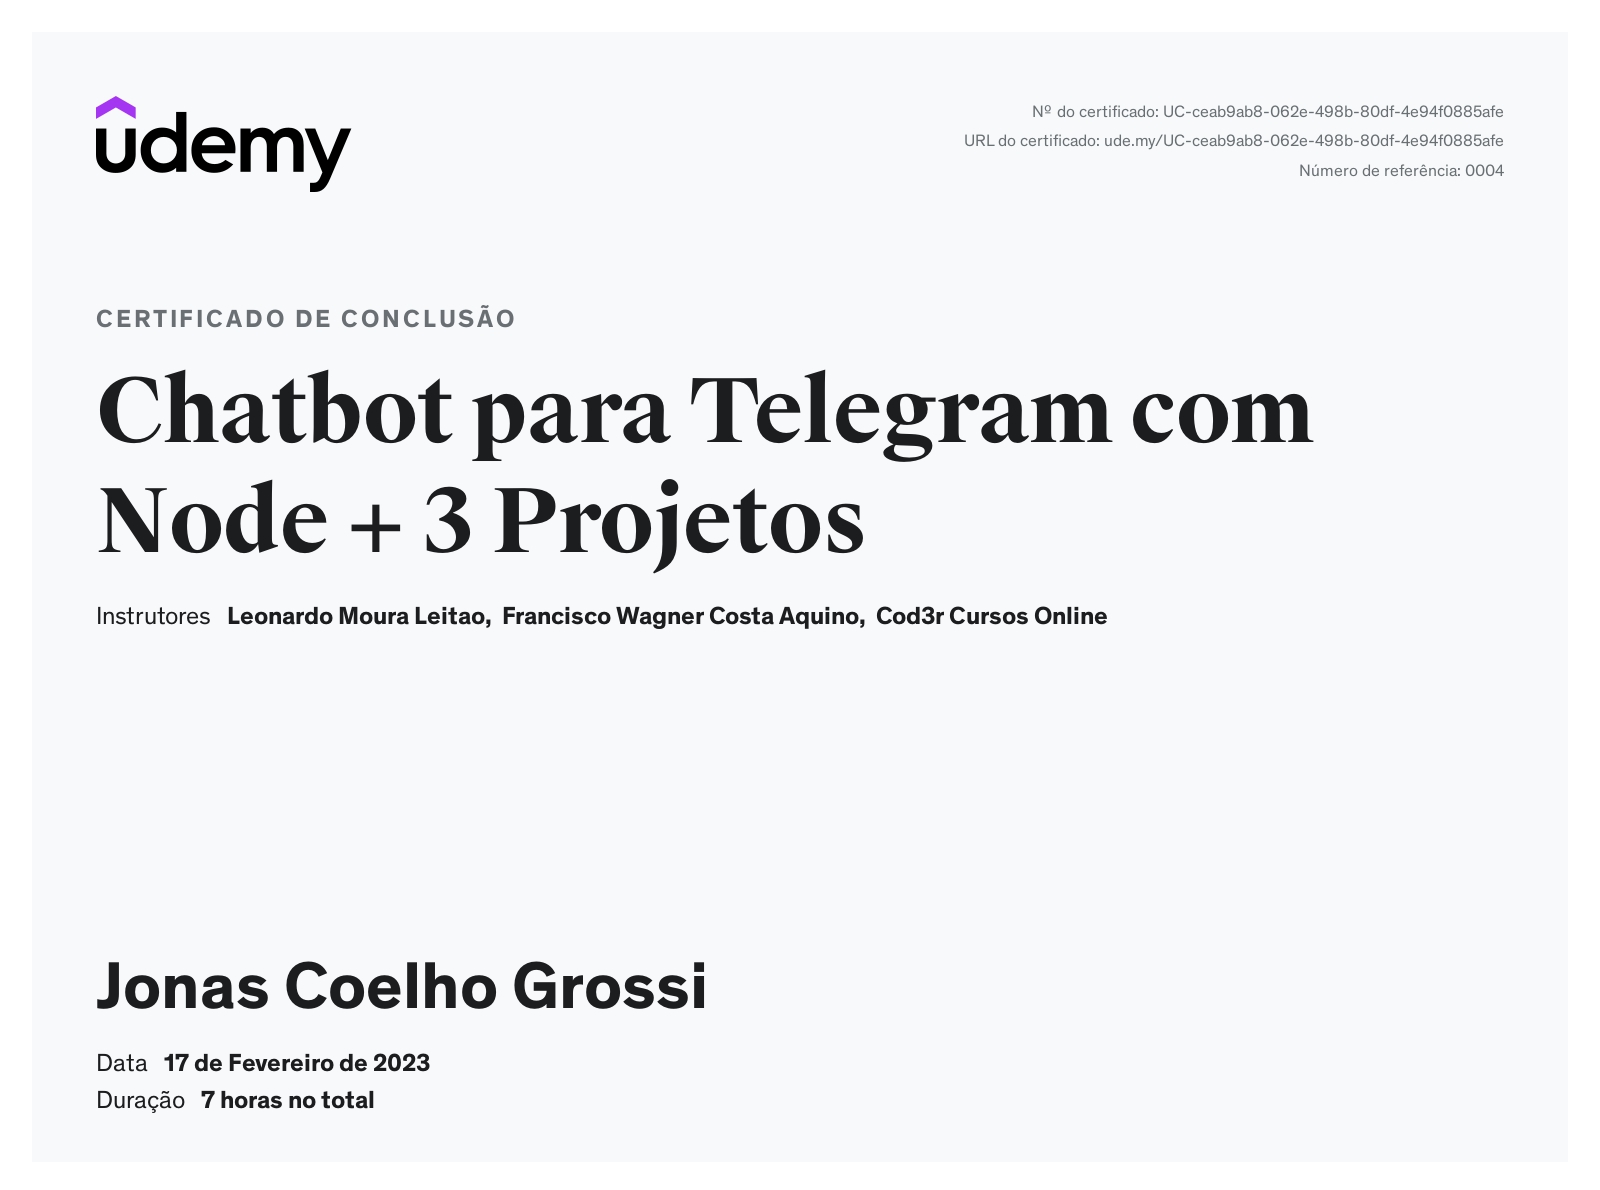 udemy
Nº do certificado: UC-ceab9ab8-062e-498b-80df-4e94f0885afe
URL do certificado: ude.my/UC-ceab9ab8-062e-498b-80df-4e94f0885afe
Número de referência: 0004
CERTIFICADO DE CONCLUSÃO
Chatbot para Telegram com
Node + 3 Projetos
Instrutores Leonardo Moura Leitao, Francisco Wagner Costa Aquino, Cod3r Cursos Online
Jonas Coelho Grossi
Data 17 de Fevereiro de 2023
Duração 7 horas no total